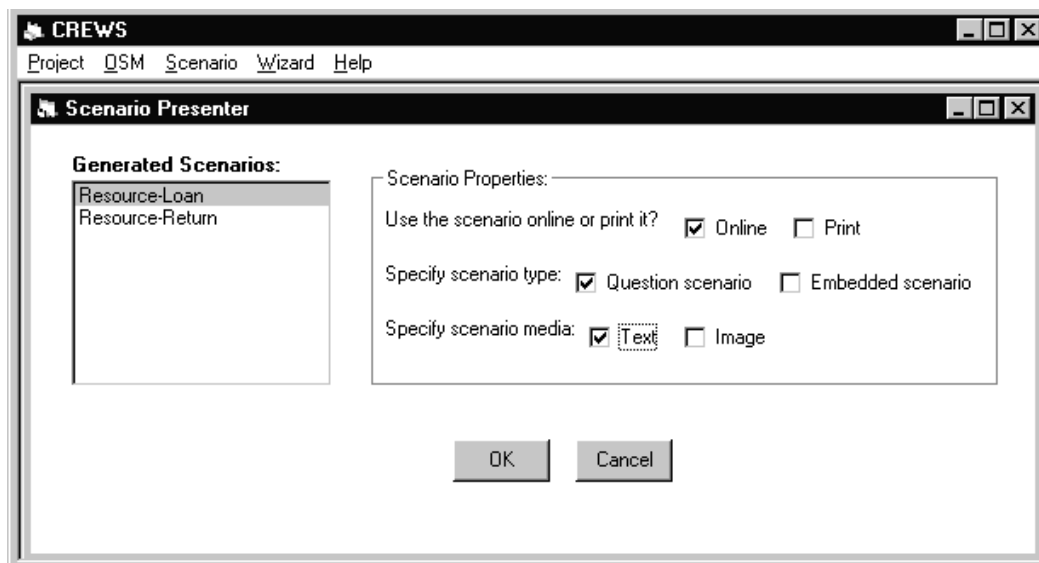 CREWS
Project OSM Scenario Wizard Help
Scenario Presenter
Generated Scenarios:
Resource-Loan
Resource-Return
Scenario Properties:
Use the scenario online or print it? Online Print
Specify scenario type: Question scenario Embedded scenario
Specify scenario media: Text Image
OK Cancel